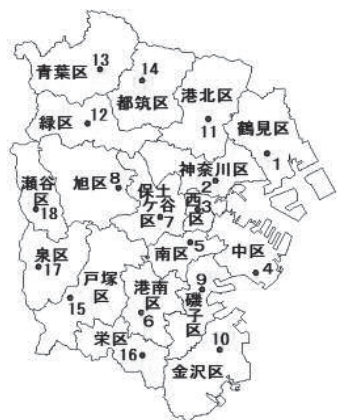 13
青葉区
14
都筑区
港北区
11
緑区
12
鶴見区
1
神奈川区
2
瀬谷
区
18
旭区
8
保土
ケ谷
区
7
西
区
3
南区
5
中区
4
泉区
17
戸塚
区
15
港南
区
6
9
磯
子
区
栄区
16
10
金沢区